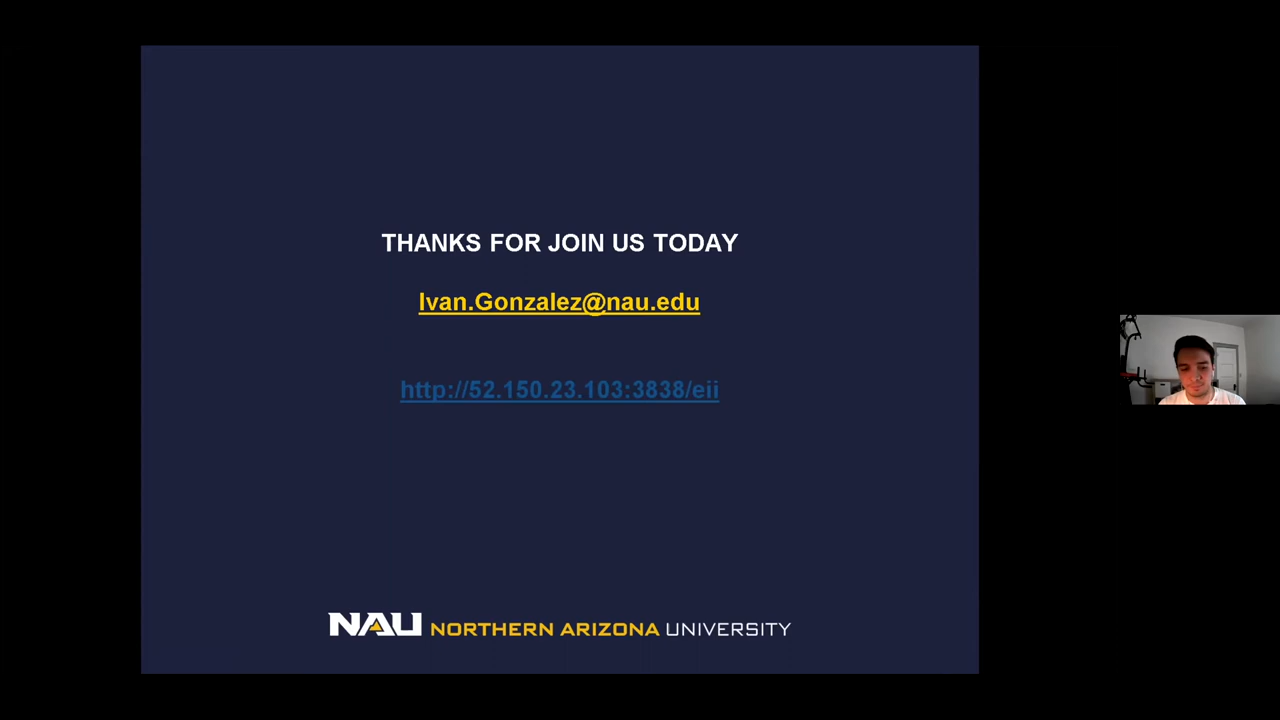 THANKS FOR JOIN US TODAY
Ivan.Gonzalez@nau.edu
http://52.150.23.103:3838/eii
NAU NORTHERN ARIZONA UNIVERSITY